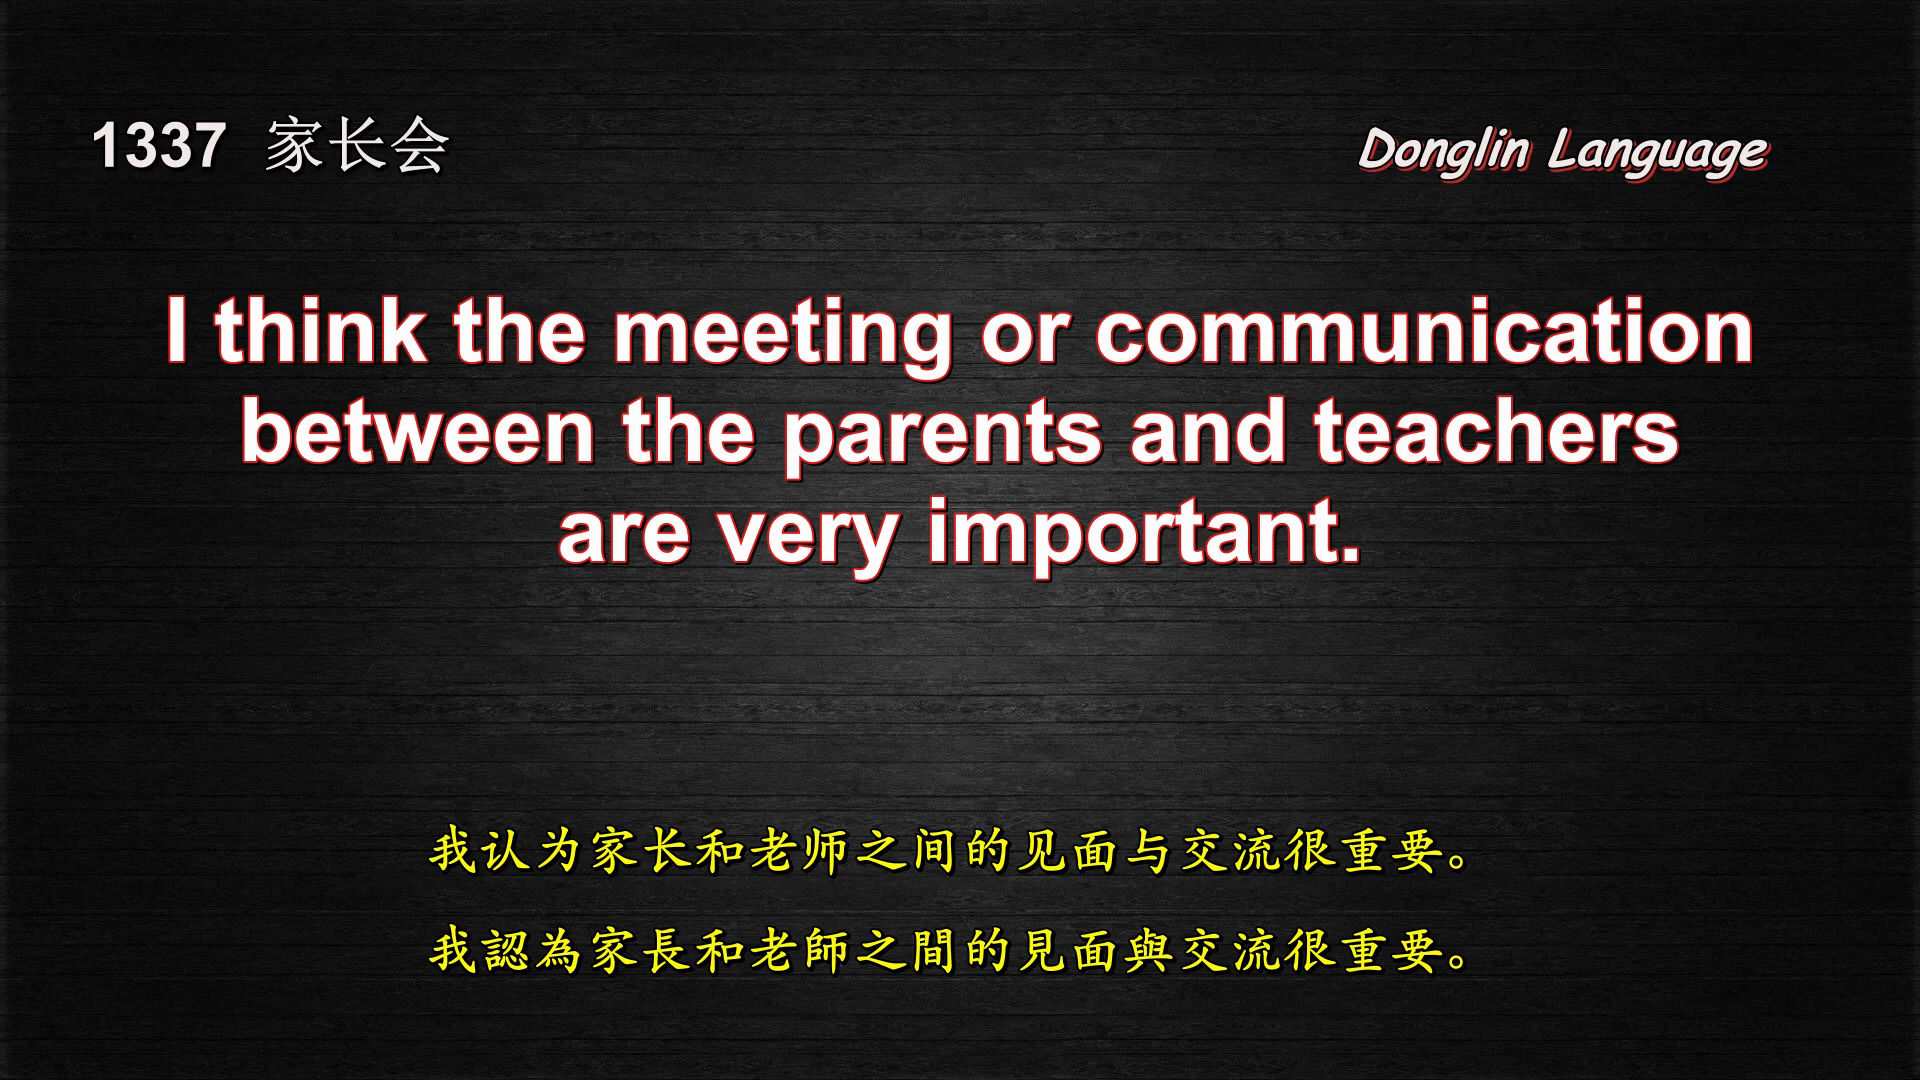 1337 家长会
Donglin Language
I think the meeting or communication
between the parents and teachers
are very important.
我认为家长和老师之间的见面与交流很重要。
我認為家長和老師之間的見面與交流很重要。